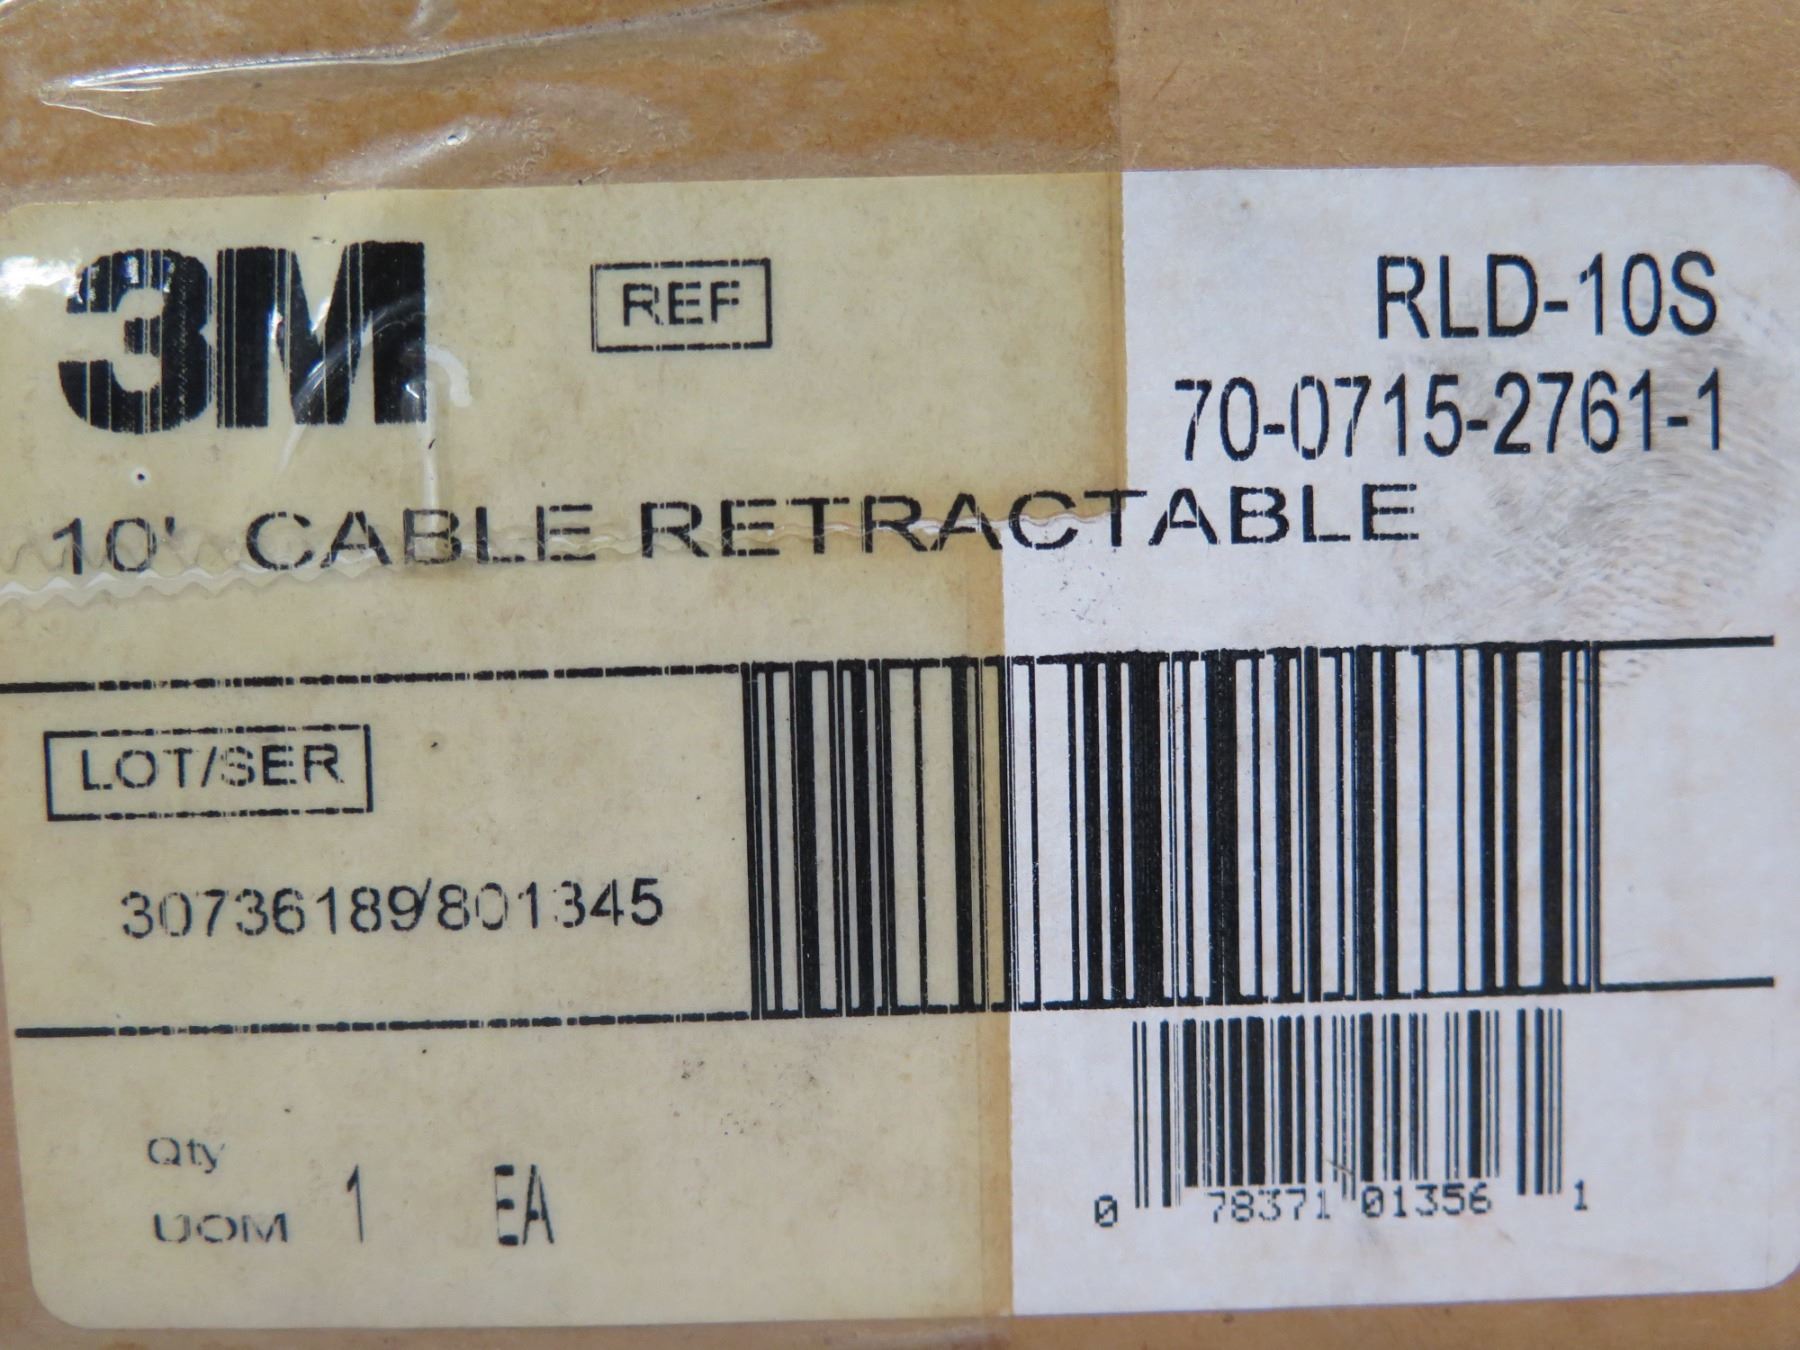 3M REF RLD-10S
70-0715-2761-1
10' CABLE RETRACTABLE
LOT/SER
30736189/801345
Qty
UOM 1 EA
0 78371 01356 1